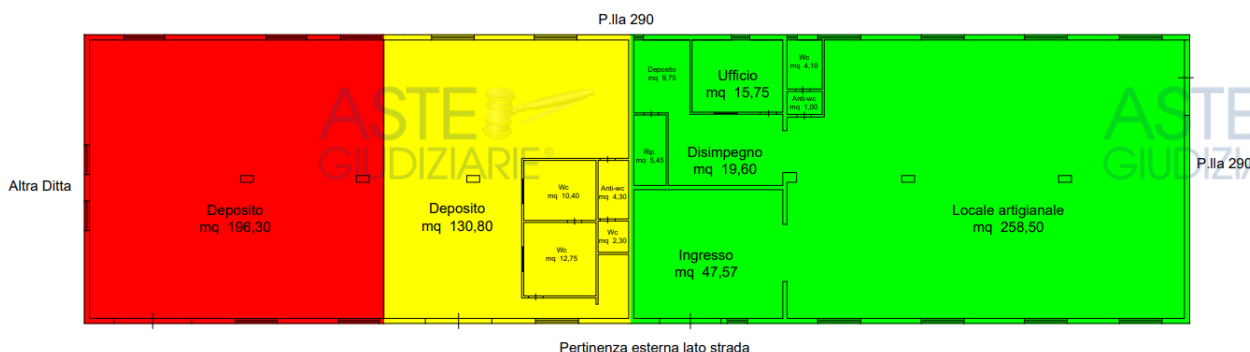 P.lla 290
Deposito
mq 9,75
Ufficio
mq 15,75
Wc
mq 4,10
Anti-wc
mq 1,00
ASTE
GIUDIZIARIE®
ASTE
GIUDIZIA
Rip.
mq 5,45
Disimpegno
mq 19,60
P.lla 290
Altra Ditta
Deposito
mq 196,30
Deposito
mq 130,80
Wc
mq 10,40
Anti-wc
mq 4,30
Wc
mq 2,30
Wc
mq 12,75
Ingresso
mq 47,57
Locale artigianale
mq 258,50
Pertinenza esterna lato strada